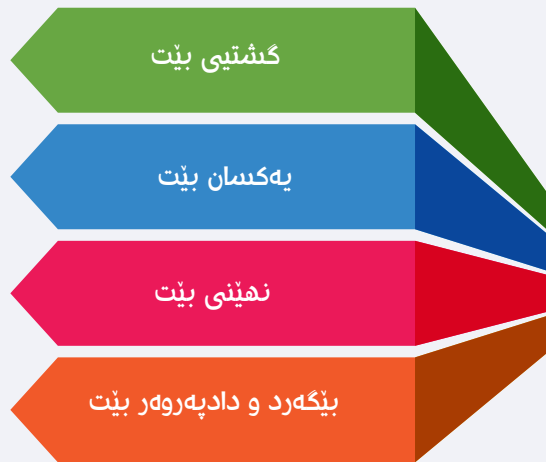 گشتیی بێت
یەکسان بێت
نهێنی بێت
بێگەرد و دادپەروەر بێت